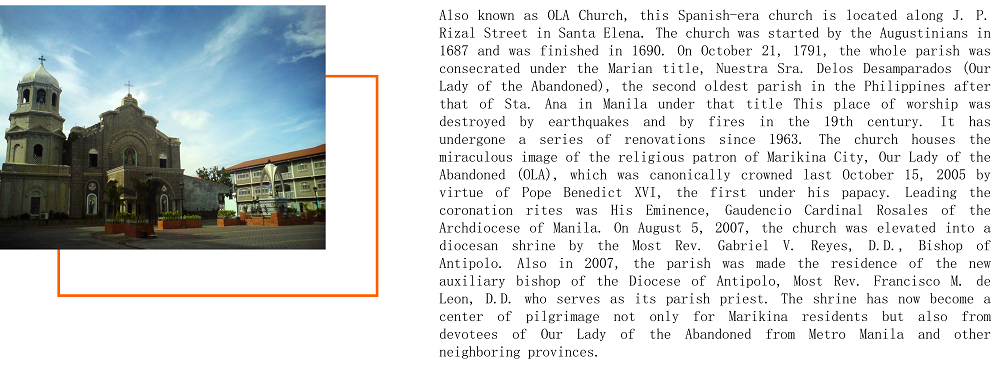 Also known as OLA Church, this Spanish-era church is located along J. P.
Rizal Street in Santa Elena. The church was started by the Augustinians in
1687 and was finished in 1690. On October 21, 1791, the whole parish was
consecrated under the Marian title, Nuestra Sra. Delos Desamparados (Our
Lady of the Abandoned), the second oldest parish in the Philippines after
that of Sta. Ana in Manila under that title This place of worship was
destroyed by earthquakes and by fires in the 19th century. It has
undergone a series of renovations since 1963. The church houses the
miraculous image of the religious patron of Marikina City, Our Lady of the
Abandoned (OLA), which was canonically crowned last October 15, 2005 by
virtue of Pope Benedict XVI, the first under his papacy. Leading the
coronation rites was His Eminence, Gaudencio Cardinal Rosales of the
Archdiocese of Manila. On August 5, 2007, the church was elevated into a
diocesan shrine by the Most Rev. Gabriel V. Reyes, D.D., Bishop of
Antipolo. Also in 2007, the parish was made the residence of the new
auxiliary bishop of the Diocese of Antipolo, Most Rev. Francisco M. de
Leon, D.D. who serves as its parish priest. The shrine has now become a
center of pilgrimage not only for Marikina residents but also from
devotees of Our Lady of the Abandoned from Metro Manila and other
neighboring provinces.